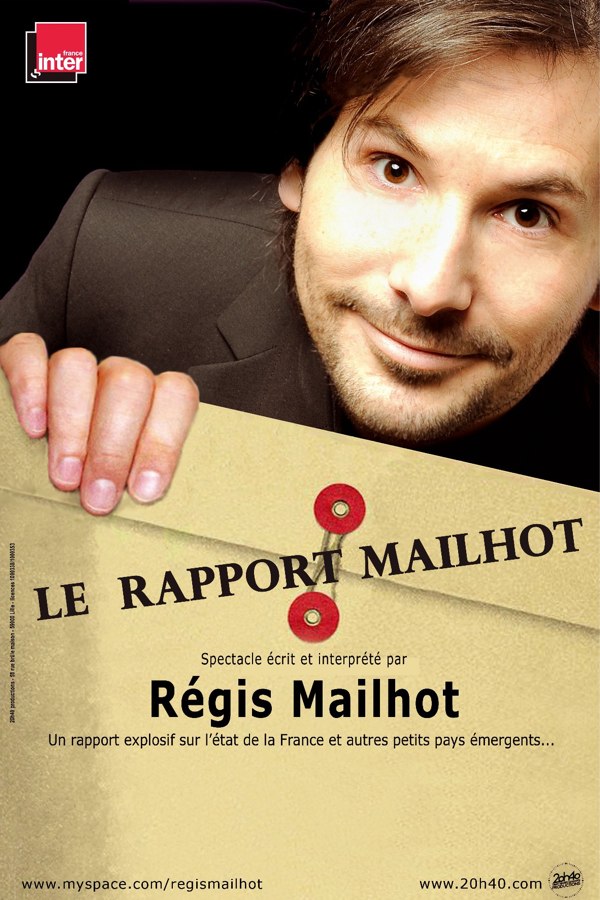 france
inter
LE RAPPORT MAILHOT
Spectacle écrit et interprété par
Régis Mailhot
Un rapport explosif sur l'état de la France et autres petits pays émergents...
www.myspace.com/regismailhot
www.20h40.com
20h40